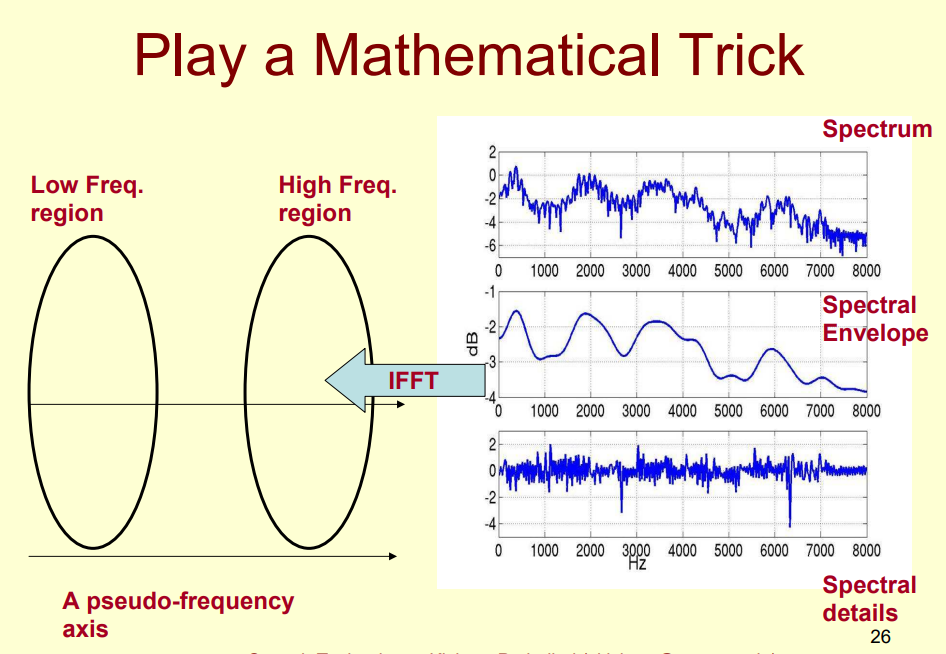 Play a Mathematical Trick
Spectrum
Low Freq.
region
High Freq.
region
2
0
-2
-4
-6
0 1000 2000 3000 4000 5000 6000 7000 8000
-1
-2
-3
-4
dB
Spectral
Envelope
IFFT
0 1000 2000 3000 4000 5000 6000 7000 8000
2
0
-2
-4
0 1000 2000 3000 4000 5000 6000 7000 8000
Hz
Spectral
details
A pseudo-frequency
axis
26